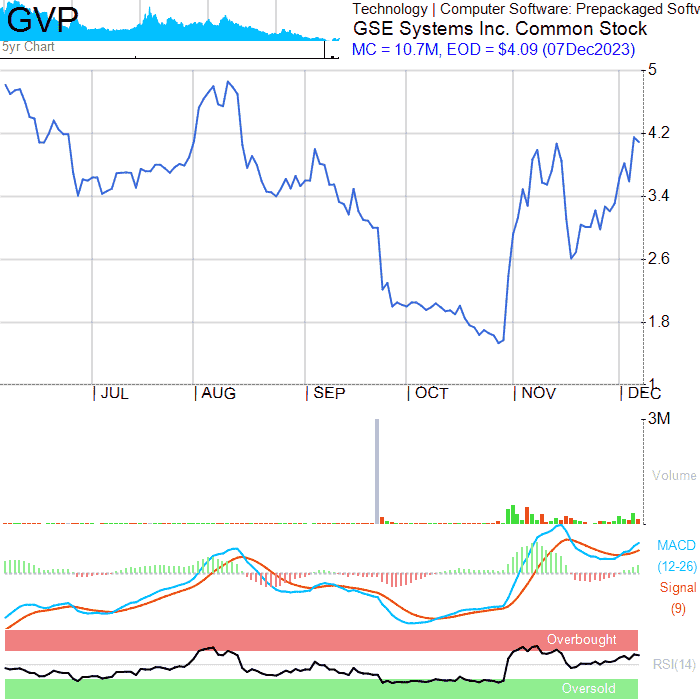 GVP
5yr Chart
Technology | Computer Software: Prepackaged Softw
GSE Systems Inc. Common Stock
MC = 10.7M, EOD = $4.09 (07Dec2023)
5
4.2
3.4
2.6
1.8
1
JUL
AUG
SEP
OCT
NOV
DEC
3M
Volume
MACD
(12-26)
Signal
(9)
Overbought
RSI(14)
Oversold